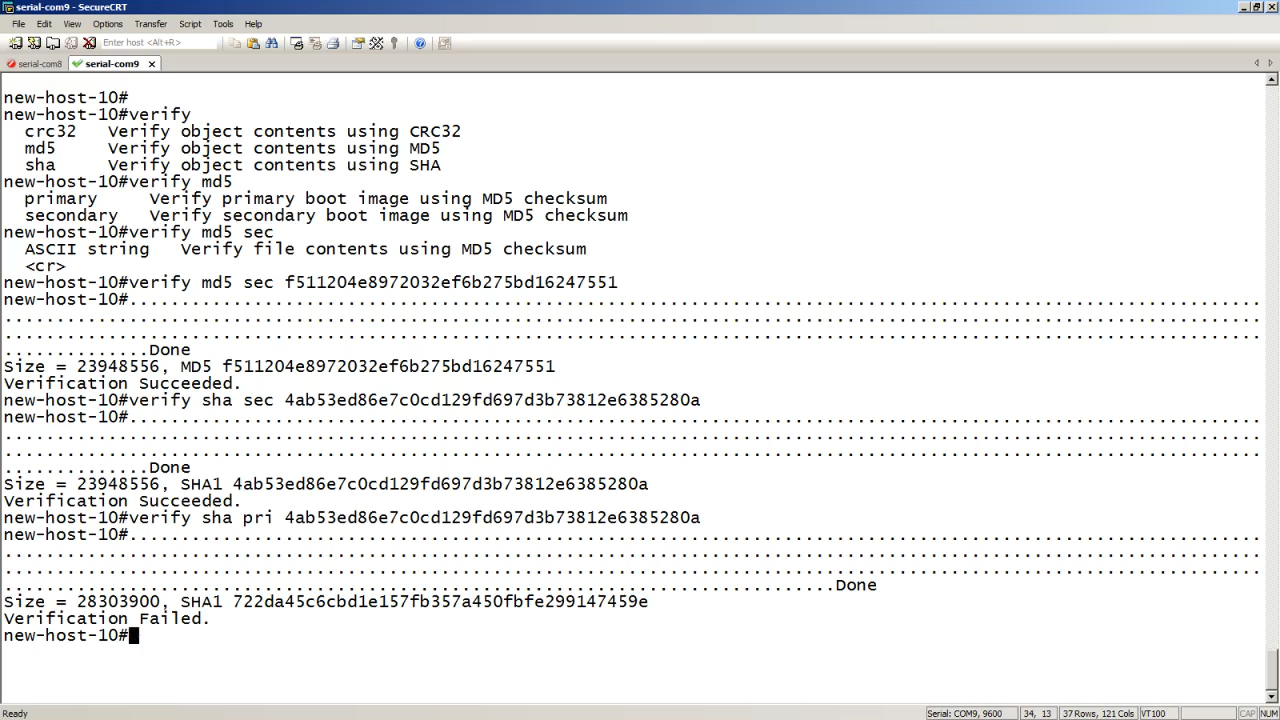 serial-com9 - SecureCRT
File Edit View Options Transfer Script Tools Help
Enter host <Alt+R>
serial-com8 serial-com9
new-host-10#
new-host-10#verify
crc32 Verify object contents using CRC32
md5 Verify object contents using MD5
sha Verify object contents using SHA
new-host-10#verify md5
primary Verify primary boot image using MD5 checksum
secondary Verify secondary boot image using MD5 checksum
new-host-10#verify md5 sec
ASCII string Verify file contents using MD5 checksum
<cr>
new-host-10#verify md5 sec f511204e8972032ef6b275bd16247551
new-host-10#.............................................................................................................
.........................................................................................................................
.........................................................................................................................
..............Done
Size = 23948556, MD5 f511204e8972032ef6b275bd16247551
Verification Succeeded.
new-host-10#verify sha sec 4ab53ed86e7c0cd129fd697d3b73812e6385280a
new-host-10#.............................................................................................................
.........................................................................................................................
.........................................................................................................................
..............Done
Size = 23948556, SHA1 4ab53ed86e7c0cd129fd697d3b73812e6385280a
Verification Succeeded.
new-host-10#verify sha pri 4ab53ed86e7c0cd129fd697d3b73812e6385280a
new-host-10#.............................................................................................................
.........................................................................................................................
.........................................................................................................................
................................................................................Done
Size = 28303900, SHA1 722da45c6cbd1e157fb357a450fbfe299147459e
Verification Failed.
new-host-10#
Ready Serial: COM9, 9600 34, 13 37 Rows, 121 Cols VT100 CAP NUM